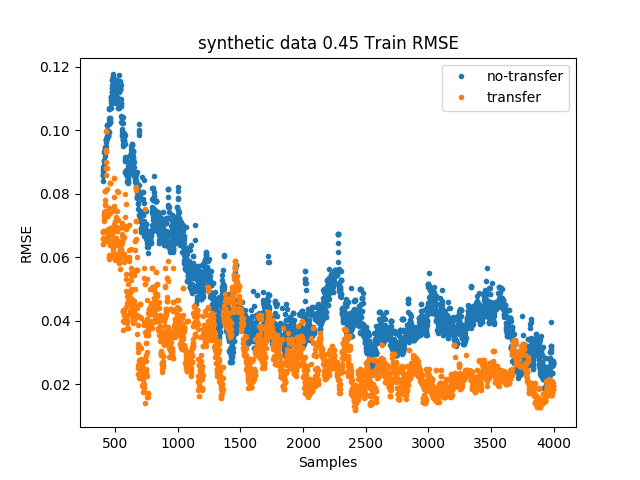 synthetic data 0.45 Train RMSE
no-transfer
transfer
0.12
0.10
0.08
0.06
0.04
0.02
RMSE
500 1000 1500 2000 2500 3000 3500 4000
Samples